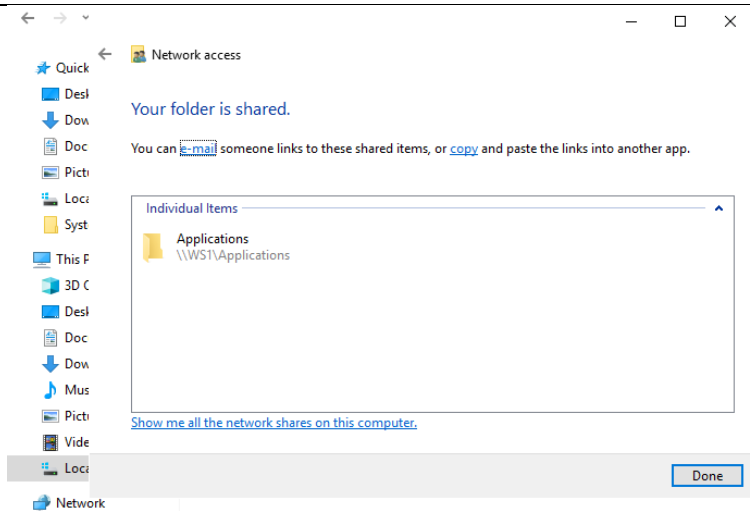 Network access
Quick
Your folder is shared.
You can e-mail someone links to these shared items, or copy and paste the links into another app.
Individual Items
Applications
\\WS1\Applications
Show me all the network shares on this computer.
Done
Desk
Dow
Doc
Pict
Loca
Syst
This P
3D O
Desk
Doc
Dow
Mus
Pict
Vide
Loca
Network